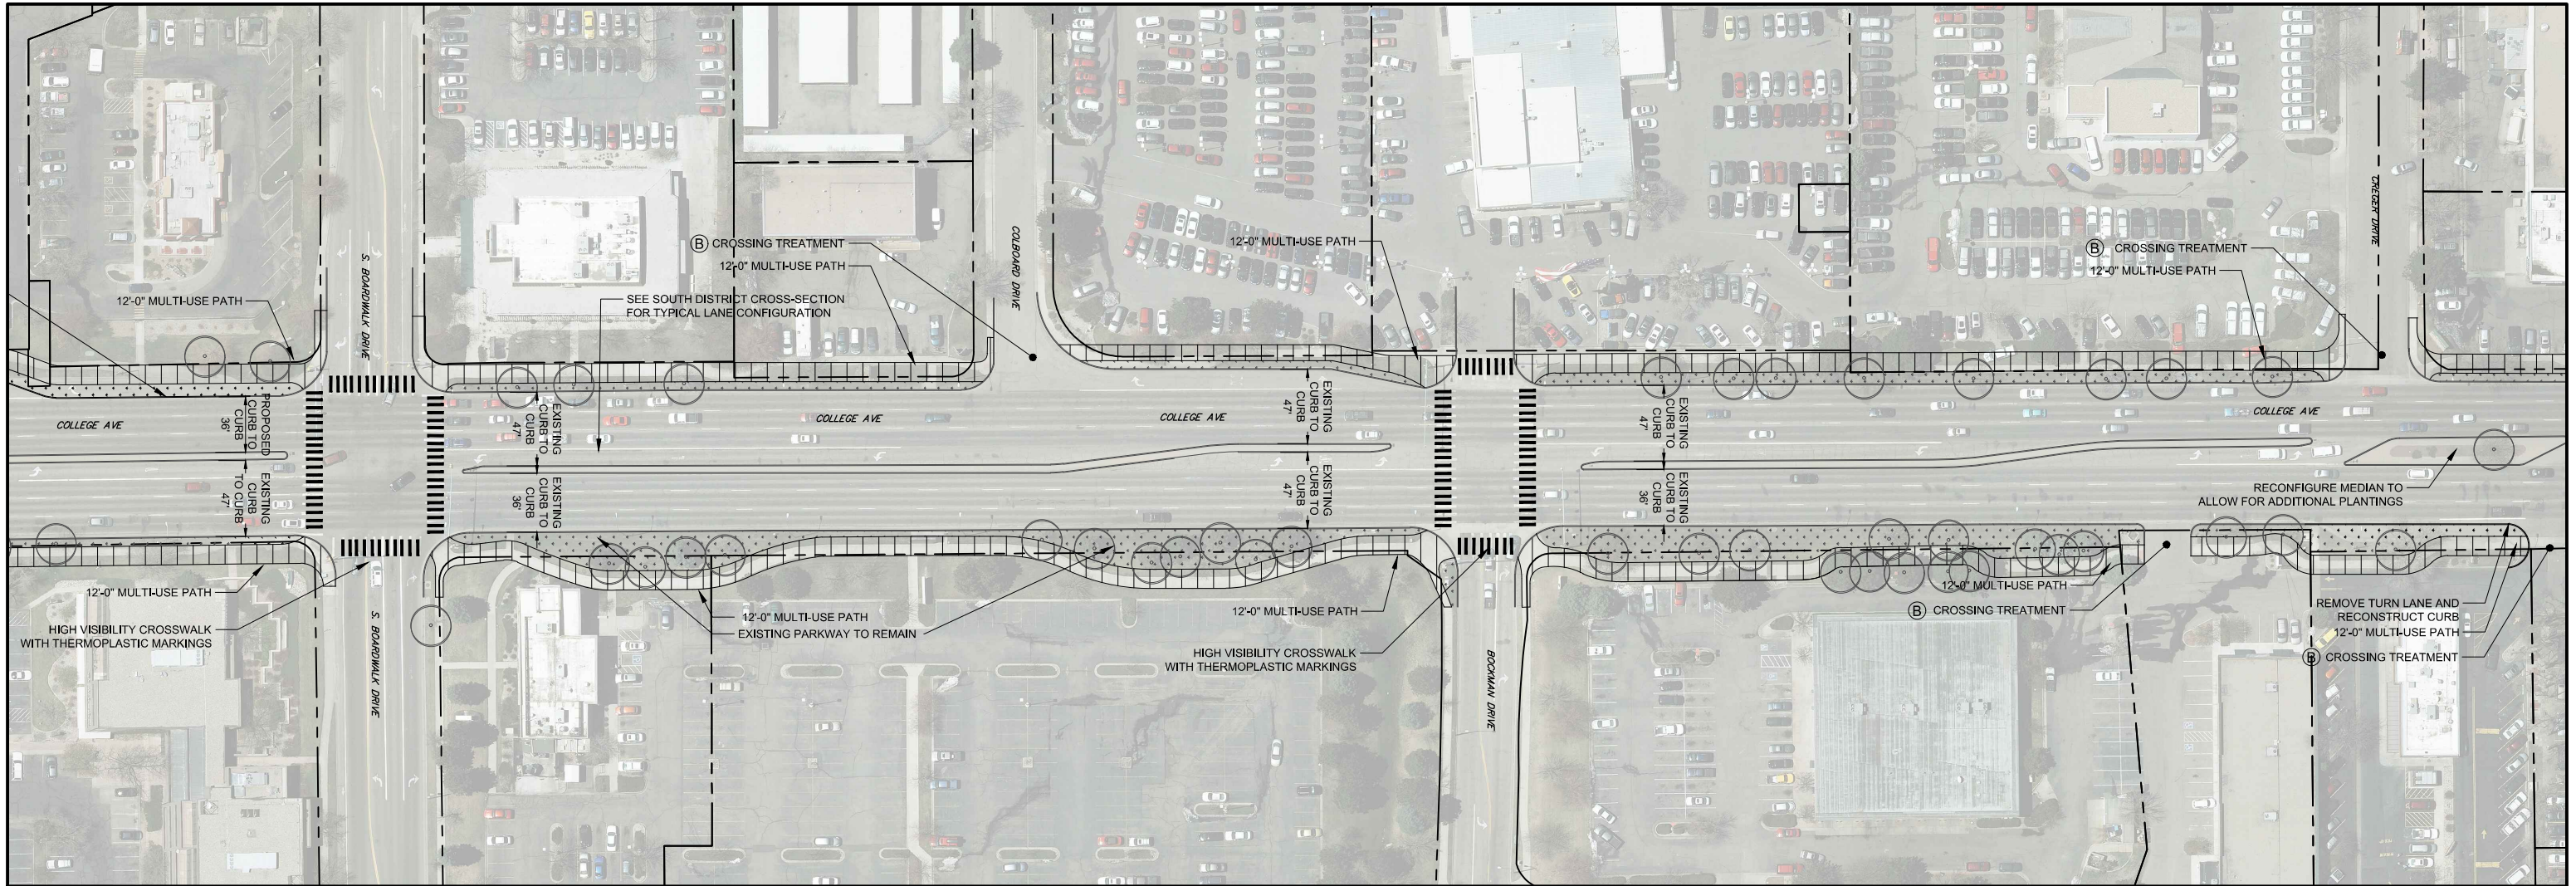 12'-0" MULTI-USE PATH
S. BOARDWALK DRIVE
Ⓑ CROSSING TREATMENT
12'-0" MULTI-USE PATH
SEE SOUTH DISTRICT CROSS-SECTION
FOR TYPICAL LANE CONFIGURATION
COLBOARD DRIVE
12'-0" MULTI-USE PATH
CREGER DRIVE
Ⓑ CROSSING TREATMENT
12'-0" MULTI-USE PATH
COLLEGE AVE
PROPOSED
CURB TO
CURB
36'
EXISTING
CURB
TO CURB
47'
EXISTING
CURB TO
CURB
47'
EXISTING
CURB TO
CURB
36'
COLLEGE AVE
COLLEGE AVE
EXISTING
CURB TO
CURB
47'
EXISTING
CURB TO
CURB
47'
EXISTING
CURB TO
CURB
47'
EXISTING
CURB TO
CURB
36'
COLLEGE AVE
RECONFIGURE MEDIAN TO
ALLOW FOR ADDITIONAL PLANTINGS
12'-0" MULTI-USE PATH
HIGH VISIBILITY CROSSWALK
WITH THERMOPLASTIC MARKINGS
S. BOARDWALK DRIVE
12'-0" MULTI-USE PATH
EXISTING PARKWAY TO REMAIN
12'-0" MULTI-USE PATH
HIGH VISIBILITY CROSSWALK
WITH THERMOPLASTIC MARKINGS
BOCKMAN DRIVE
12'-0" MULTI-USE PATH
Ⓑ CROSSING TREATMENT
REMOVE TURN LANE AND
RECONSTRUCT CURB
12'-0" MULTI-USE PATH
Ⓑ CROSSING TREATMENT